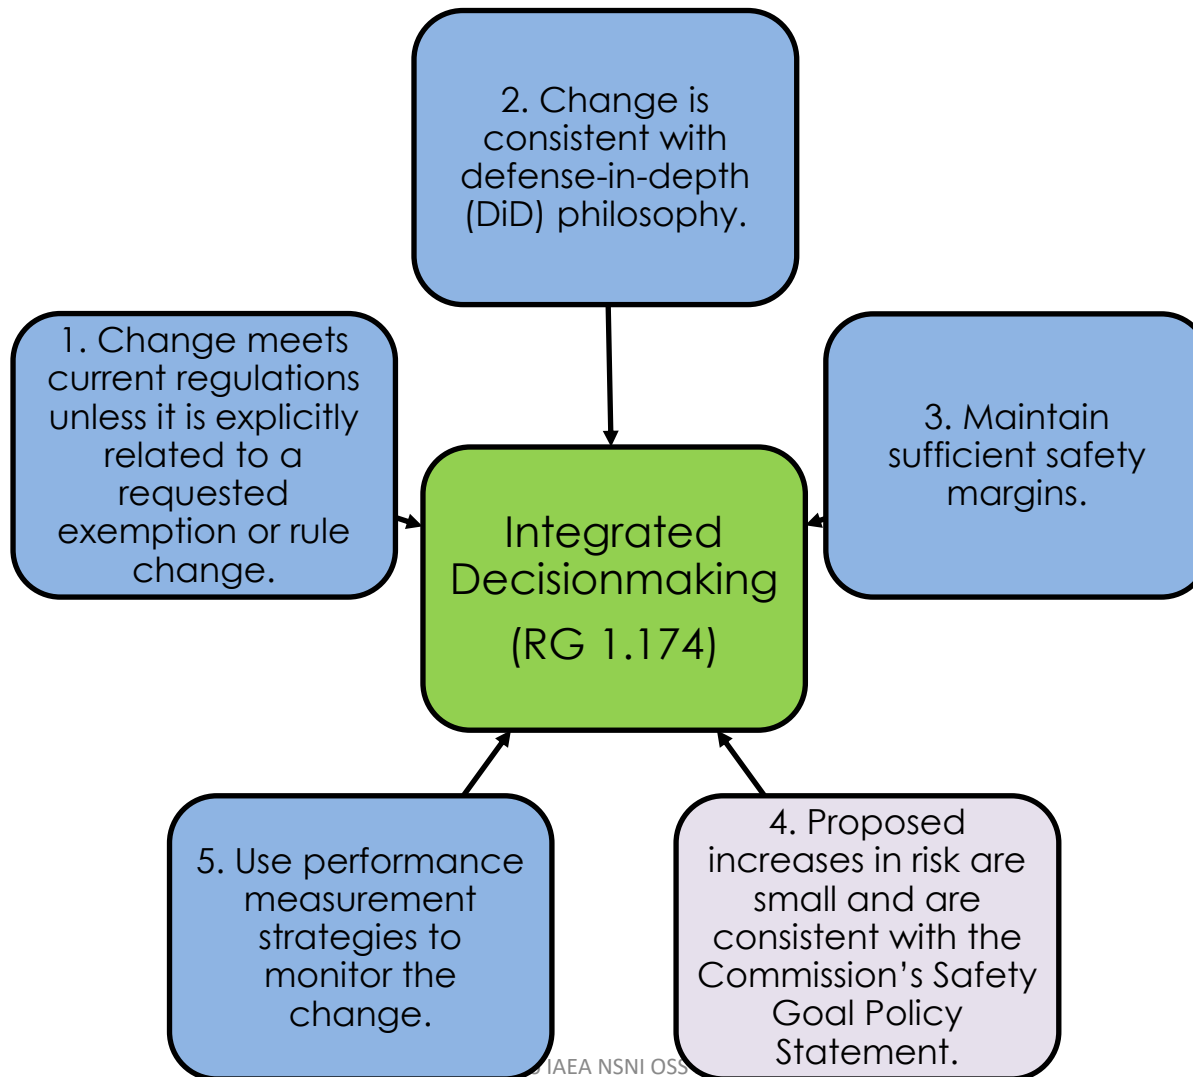 2. Change is
consistent with
defense-in-depth
(DiD) philosophy.
1. Change meets
current regulations
unless it is explicitly
related to a
requested
exemption or rule
change.
3. Maintain
sufficient safety
margins.
Integrated
Decisionmaking
(RG 1.174)
5. Use performance
measurement
strategies to
monitor the
change.
4. Proposed
increases in risk are
small and are
consistent with the
Commission’s Safety
Goal Policy
Statement.
IAEA NSNI OSS